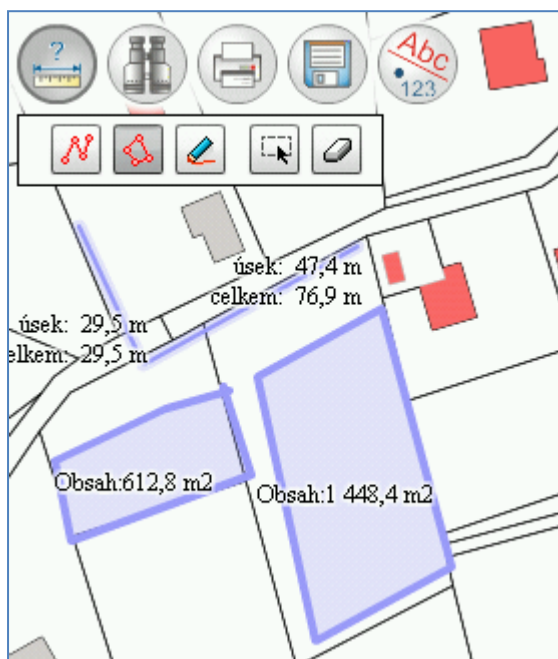 ?
Abc
123
úsek: 47,4 m
celkem: 76,9 m
úsek: 29,5 m
elkem: 29,5 m
Obsah:612,8 m2
Obsah:1 448,4 m2